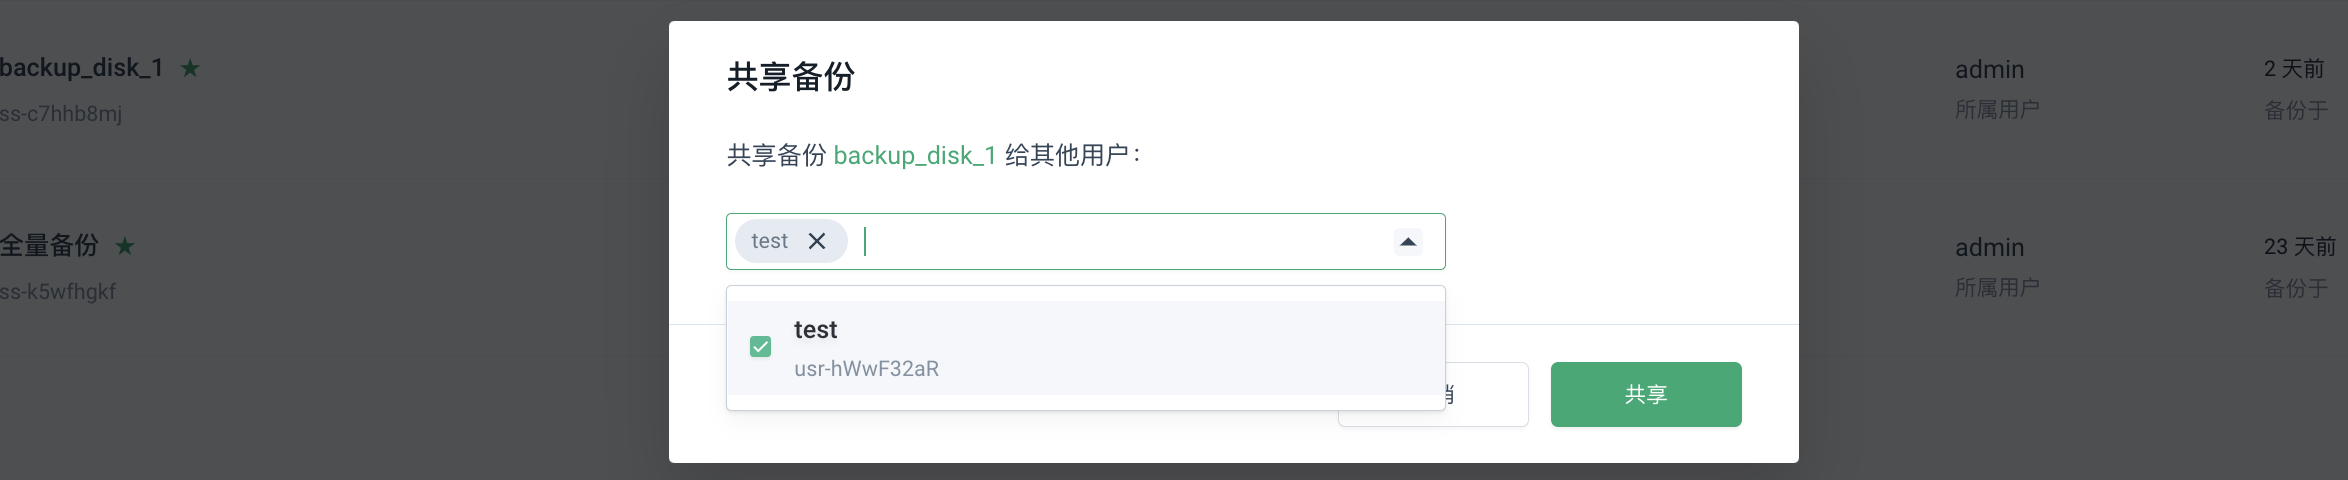 backup_disk_1
ss-c7hhb8mj
admin
所属用户
2 天前
备份于
全量备份
ss-k5wfhgkf
admin
所属用户
23 天前
备份于
共享备份
共享备份 backup_disk_1 给其他用户：
test
test
usr-hWwF32aR
共享